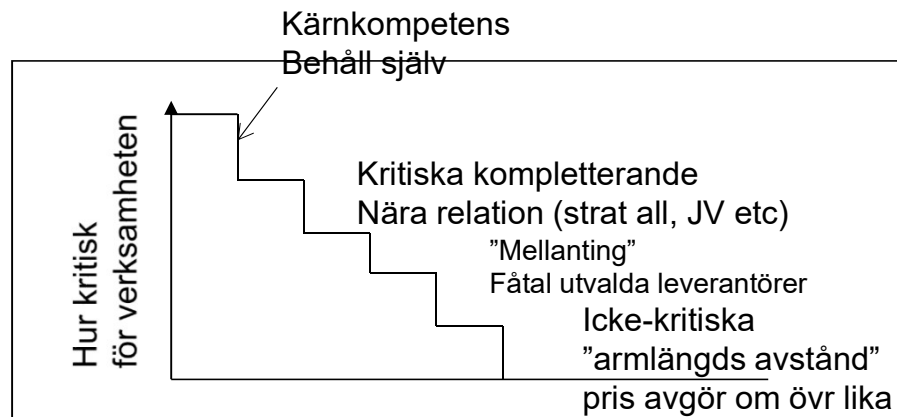 Kärnkompetens
Behåll själv
Hur kritisk
för verksamheten
Kritiska kompletterande
Nära relation (strat all, JV etc)
”Mellanting”
Fåtal utvalda leverantörer
Icke-kritiska
”armlängds avstånd”
pris avgör om övr lika